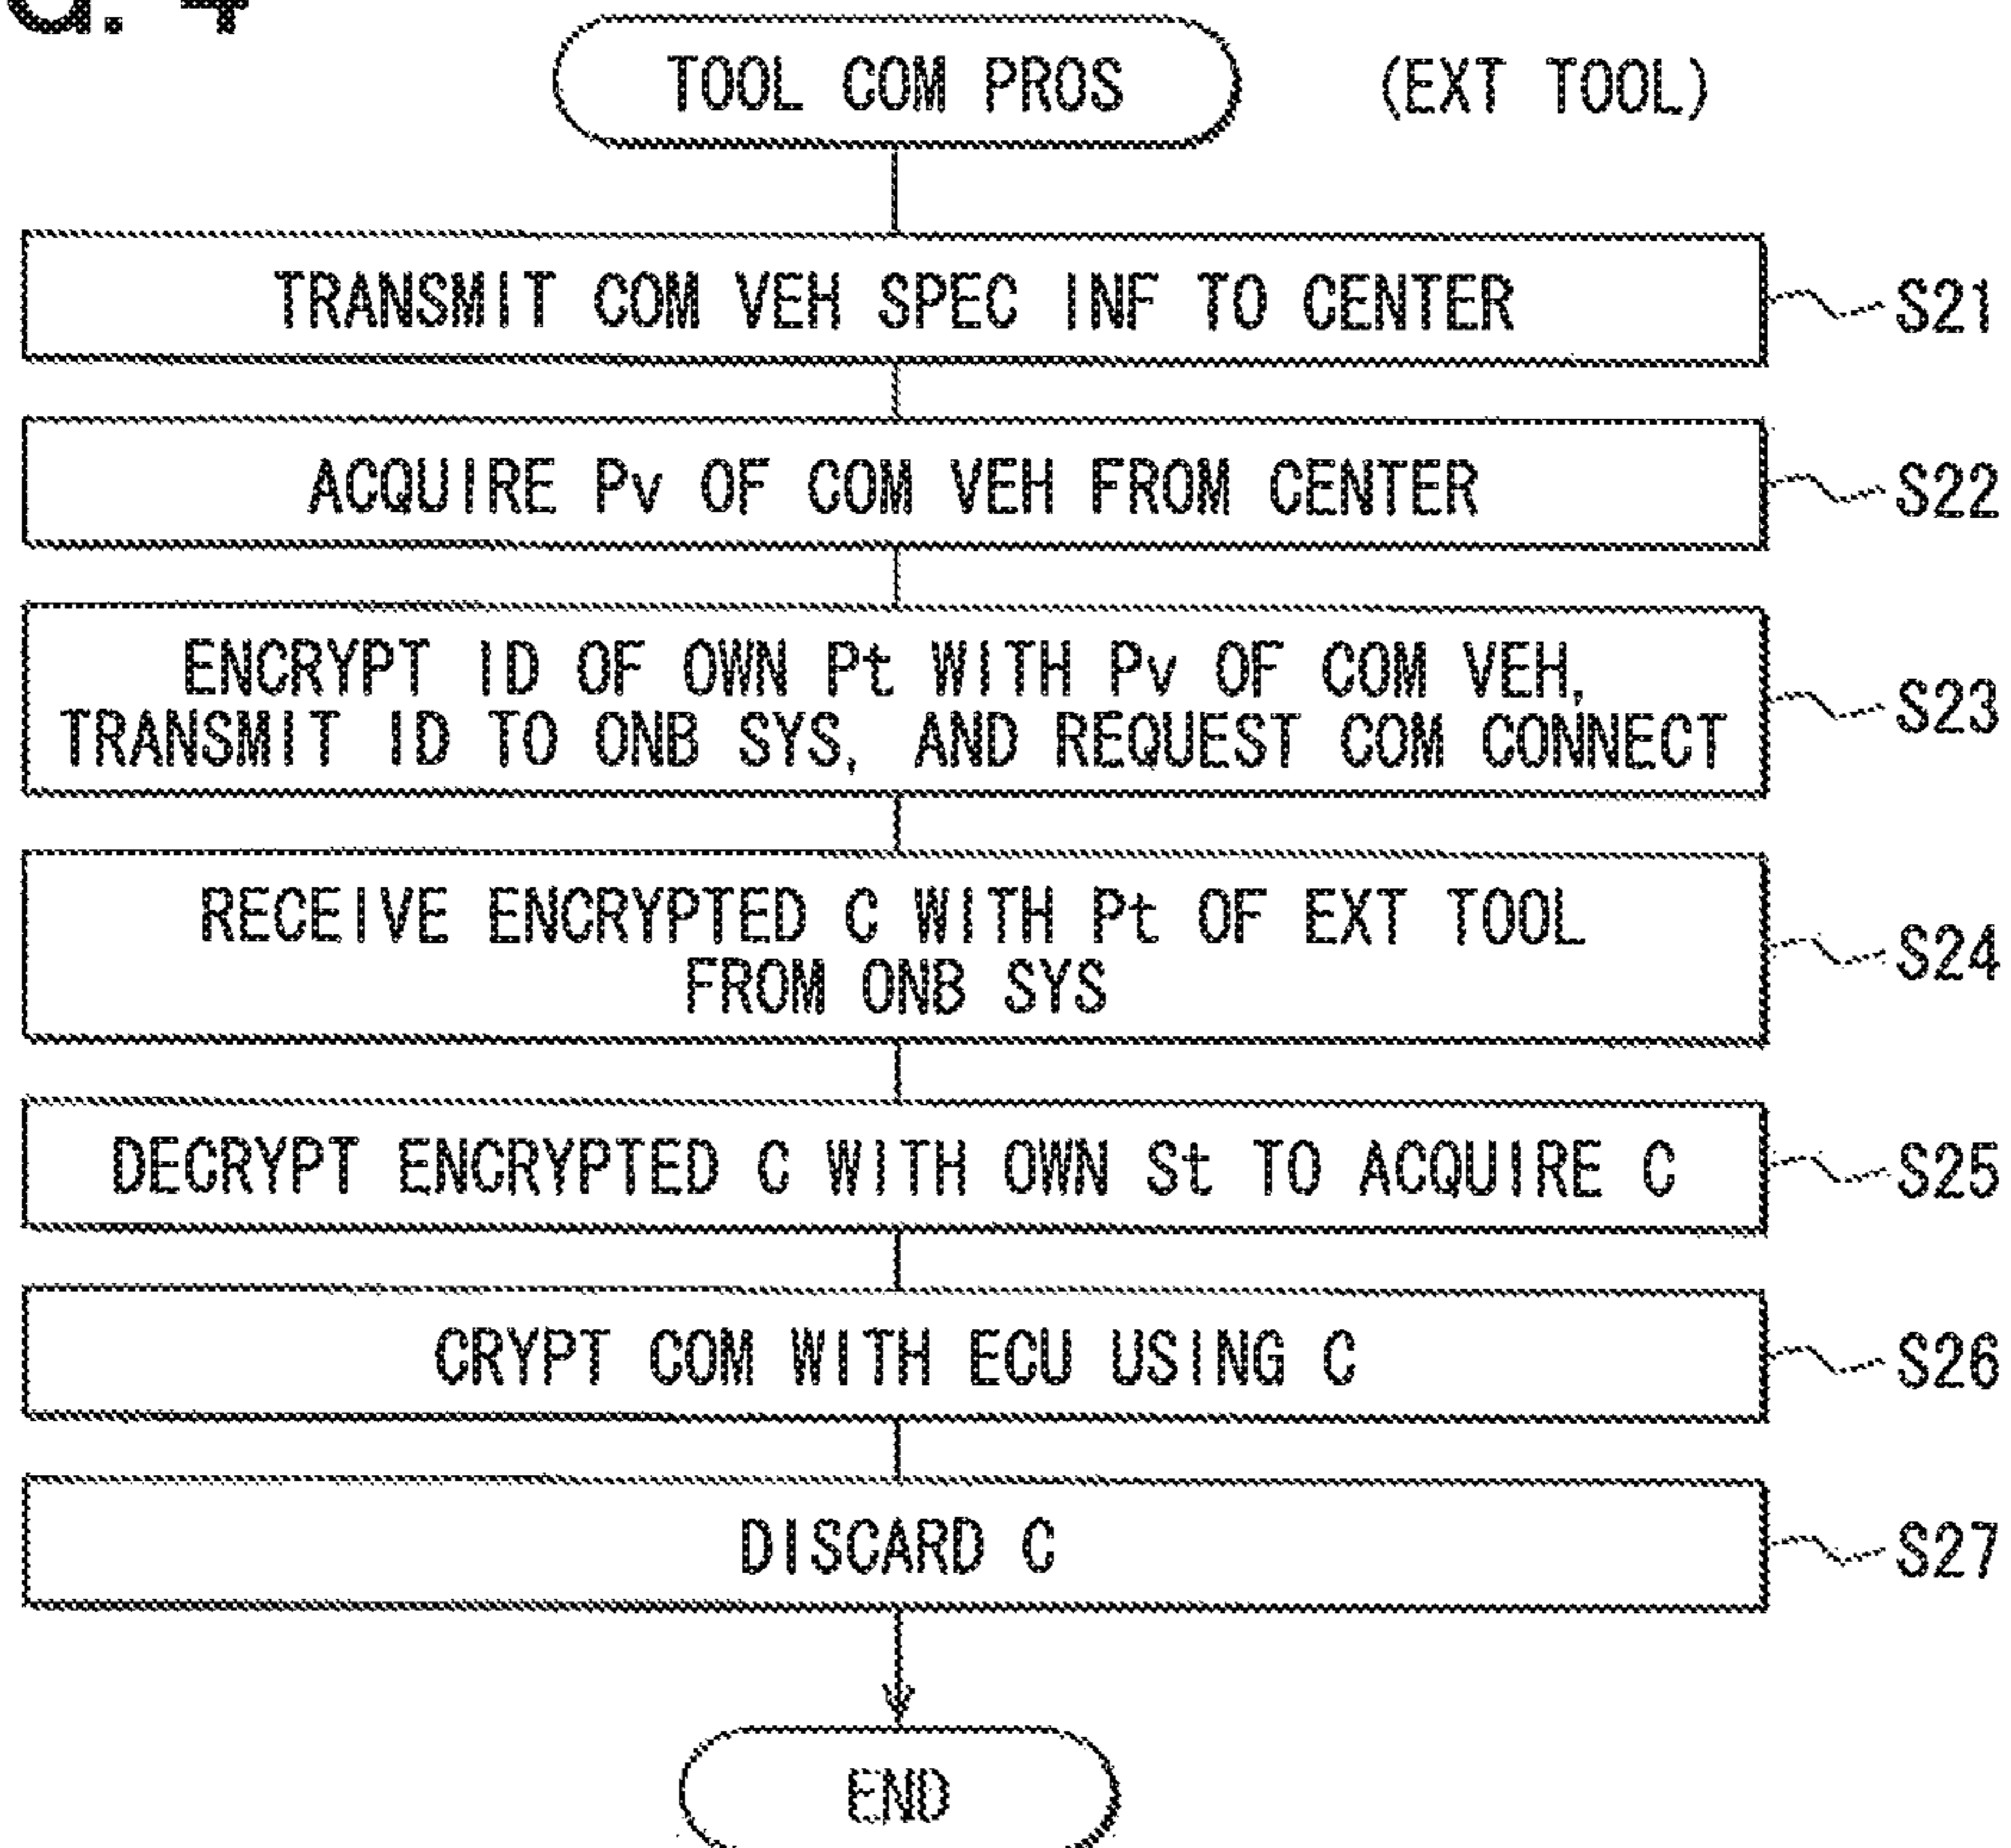 G. 4
TOOL COM PROS
(EXT TOOL)
TRANSMIT COM VEH SPEC INF TO CENTER
S21
ACQUIRE Pv OF COM VEH FROM CENTER
S22
ENCRYPT ID OF OWN Pt WITH Pv OF COM VEH,
TRANSMIT ID TO ONB SYS, AND REQUEST COM CONNECT
S23
RECEIVE ENCRYPTED C WITH Pt OF EXT TOOL
FROM ONB SYS
S24
DECRYPT ENCRYPTED C WITH OWN St TO ACQUIRE C
S25
CRYPT COM WITH ECU USING C
S26
DISCARD C
S27
END